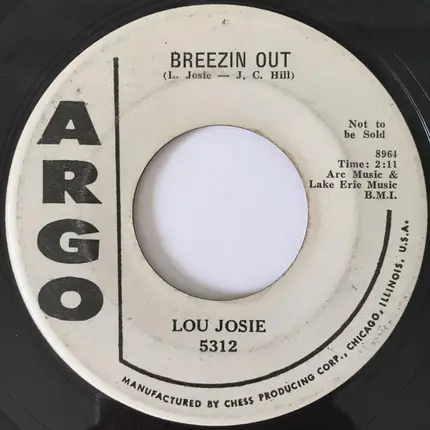 BREEZIN OUT
(L. Josie — J. C. Hill)
ARGO
Not to
be Sold
8964
Time: 2:11
Arc Music &
Lake Erie Music
B.M.I.
LOU JOSIE
5312
MANUFACTURED BY CHESS PRODUCING CORP., CHICAGO, ILLINOIS, U.S.A.